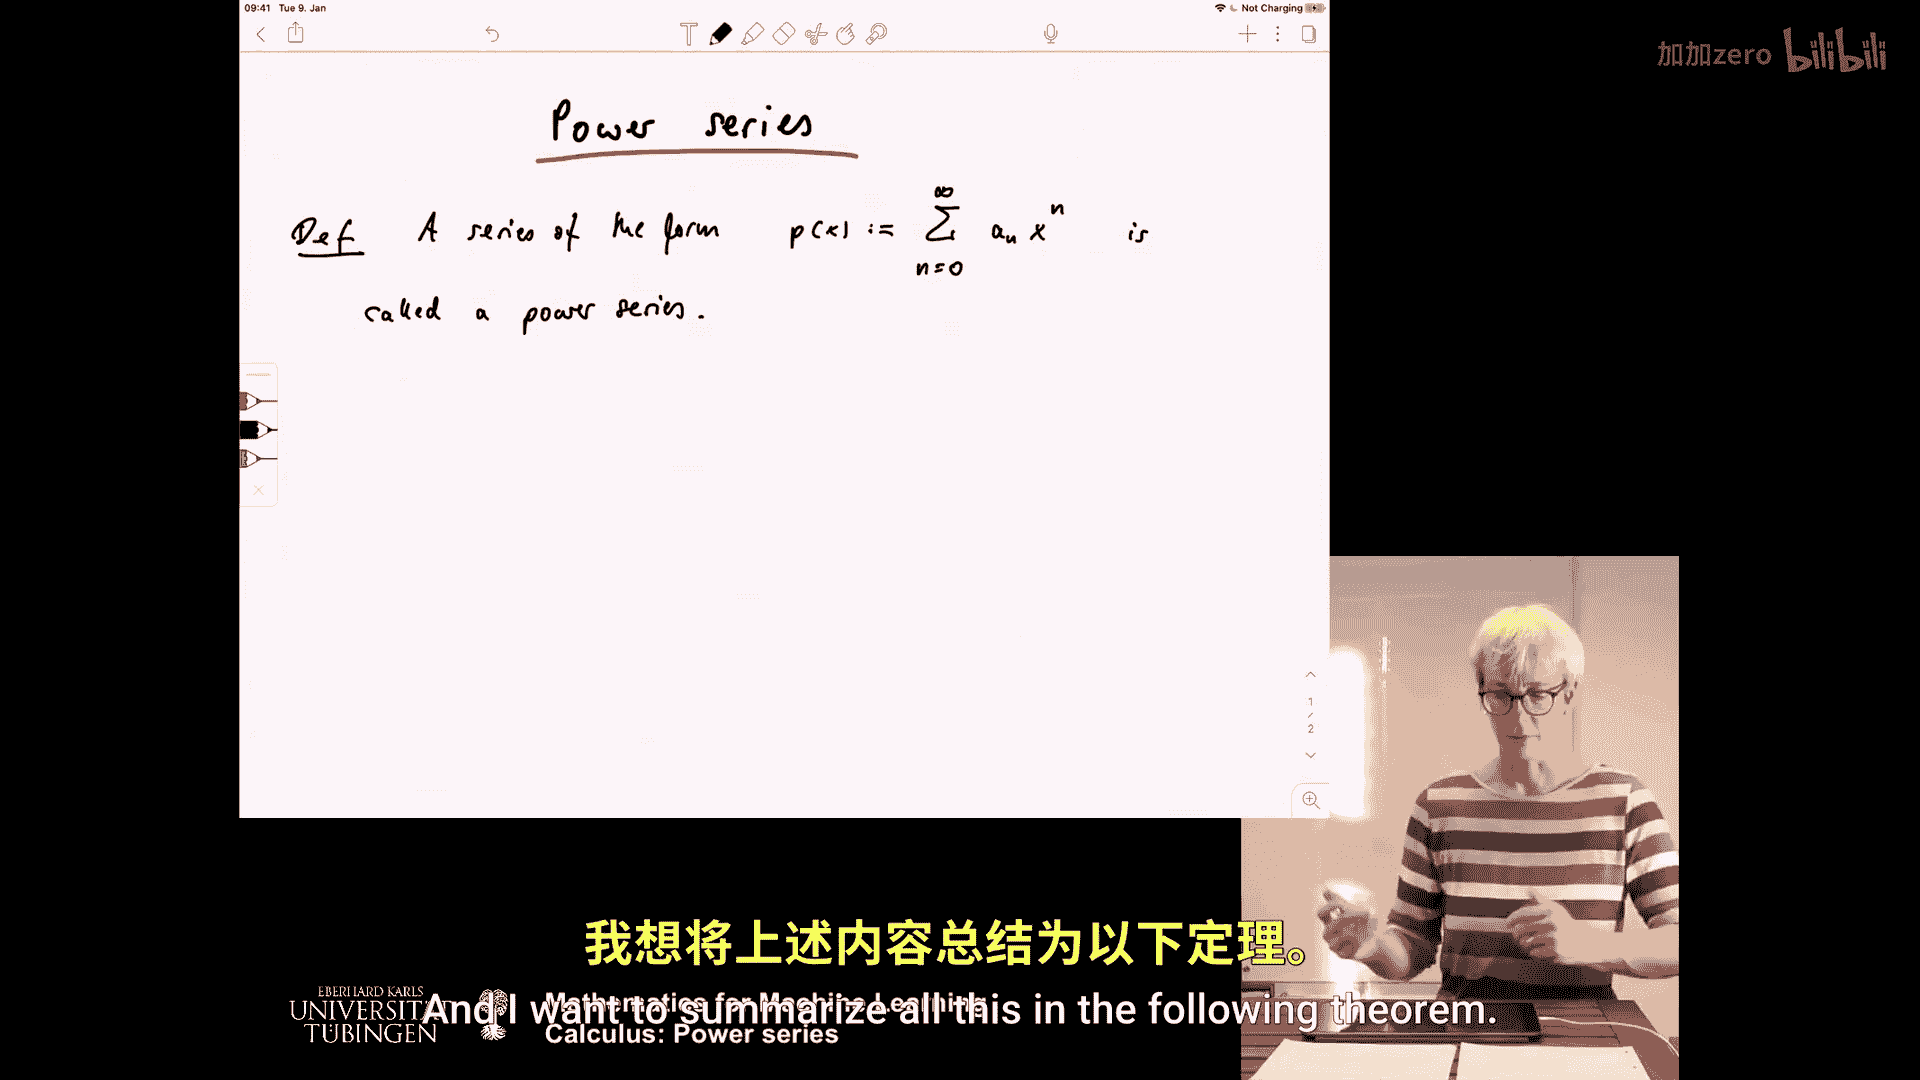 09:41 Tue 9. Jan
Not Charging
加加zero bilibili
Power series
Def A series of the form p(x) := ∑_{n=0}^{∞} a_n x^n is
called a power series.
1
/
2
我想将上述内容总结为以下定理。
And I want to summarize all this in the following theorem.
EBERHARD KARLS
UNIVERSITÄT
TÜBINGEN
Mathematics for Machine Learning
Calculus: Power series